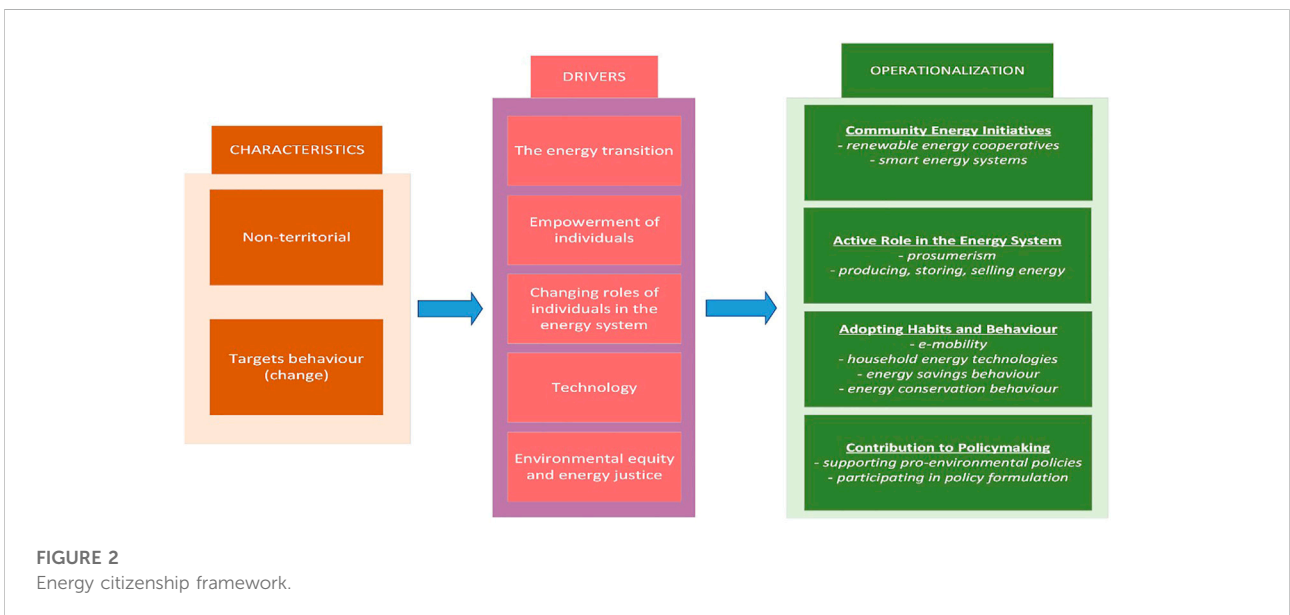 CHARACTERISTICS
Non-territorial
Targets behaviour
(change)
DRIVERS
The energy transition
Empowerment of
individuals
Changing roles of
individuals in the
energy system
Technology
Environmental equity
and energy justice
OPERATIONALIZATION
Community Energy Initiatives
- renewable energy cooperatives
- smart energy systems
Active Role in the Energy System
- prosumerism
- producing, storing, selling energy
Adopting Habits and Behaviour
- e-mobility
- household energy technologies
- energy savings behaviour
- energy conservation behaviour
Contribution to Policymaking
- supporting pro-environmental policies
- participating in policy formulation
FIGURE 2
Energy citizenship framework.